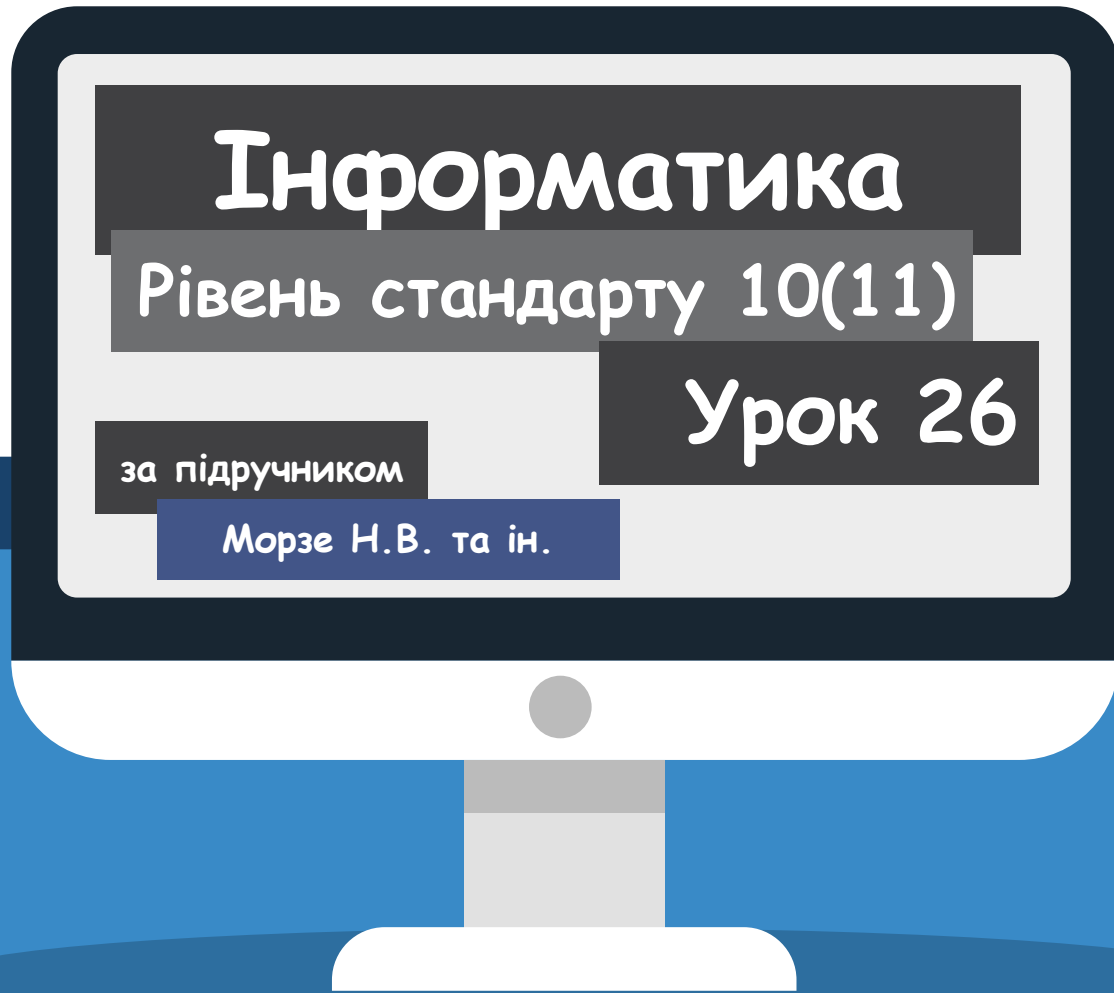 Інформатика
Рівень стандарту 10(11)
Урок 26
за підручником
Морзе Н.В. та ін.